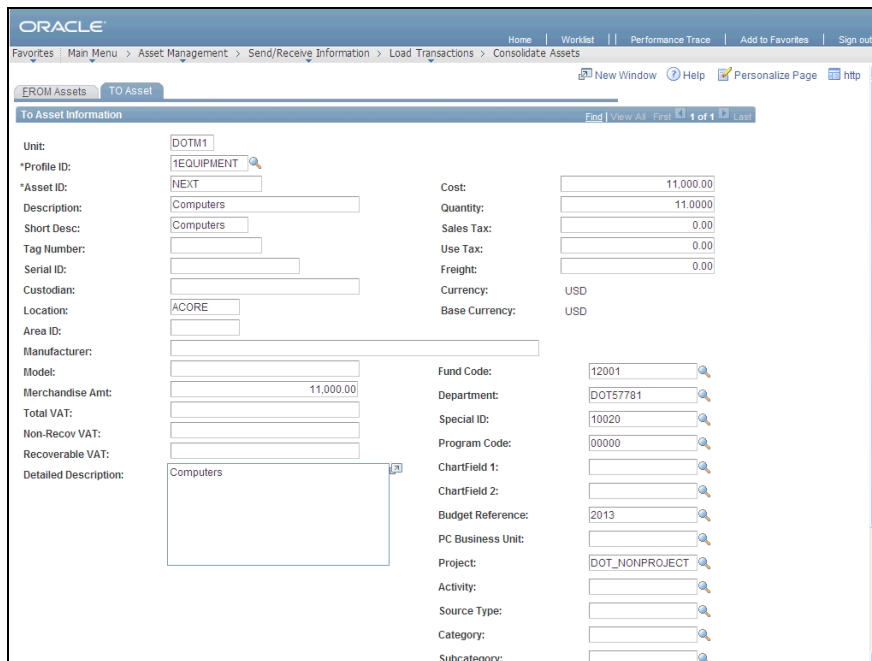 ORACLE
Home | Worklist | | Performance Trace | Add to Favorites | Sign out
Favorites | Main Menu > Asset Management > Send/Receive Information > Load Transactions > Consolidate Assets
New Window Help Personalize Page http
FROM Assets TO Asset
To Asset Information Find | View All First 1 of 1 Last
Unit: DOTM1
*Profile ID: 1EQUIPMENT
*Asset ID: NEXT Cost: 11,000.00
Description: Computers Quantity: 11.0000
Short Desc: Computers Sales Tax: 0.00
Tag Number: Use Tax: 0.00
Serial ID: Freight: 0.00
Custodian: Currency: USD
Location: ACORE Base Currency: USD
Area ID:
Manufacturer:
Model: Fund Code: 12001
Merchandise Amt: 11,000.00 Department: DOT57781
Total VAT: Special ID: 10020
Non-Recov VAT: Program Code: 00000
Recoverable VAT:
Detailed Description: Computers ChartField 1:
ChartField 2:
Budget Reference: 2013
PC Business Unit:
Project: DOT_NONPROJECT
Activity:
Source Type:
Category:
Subcategory: